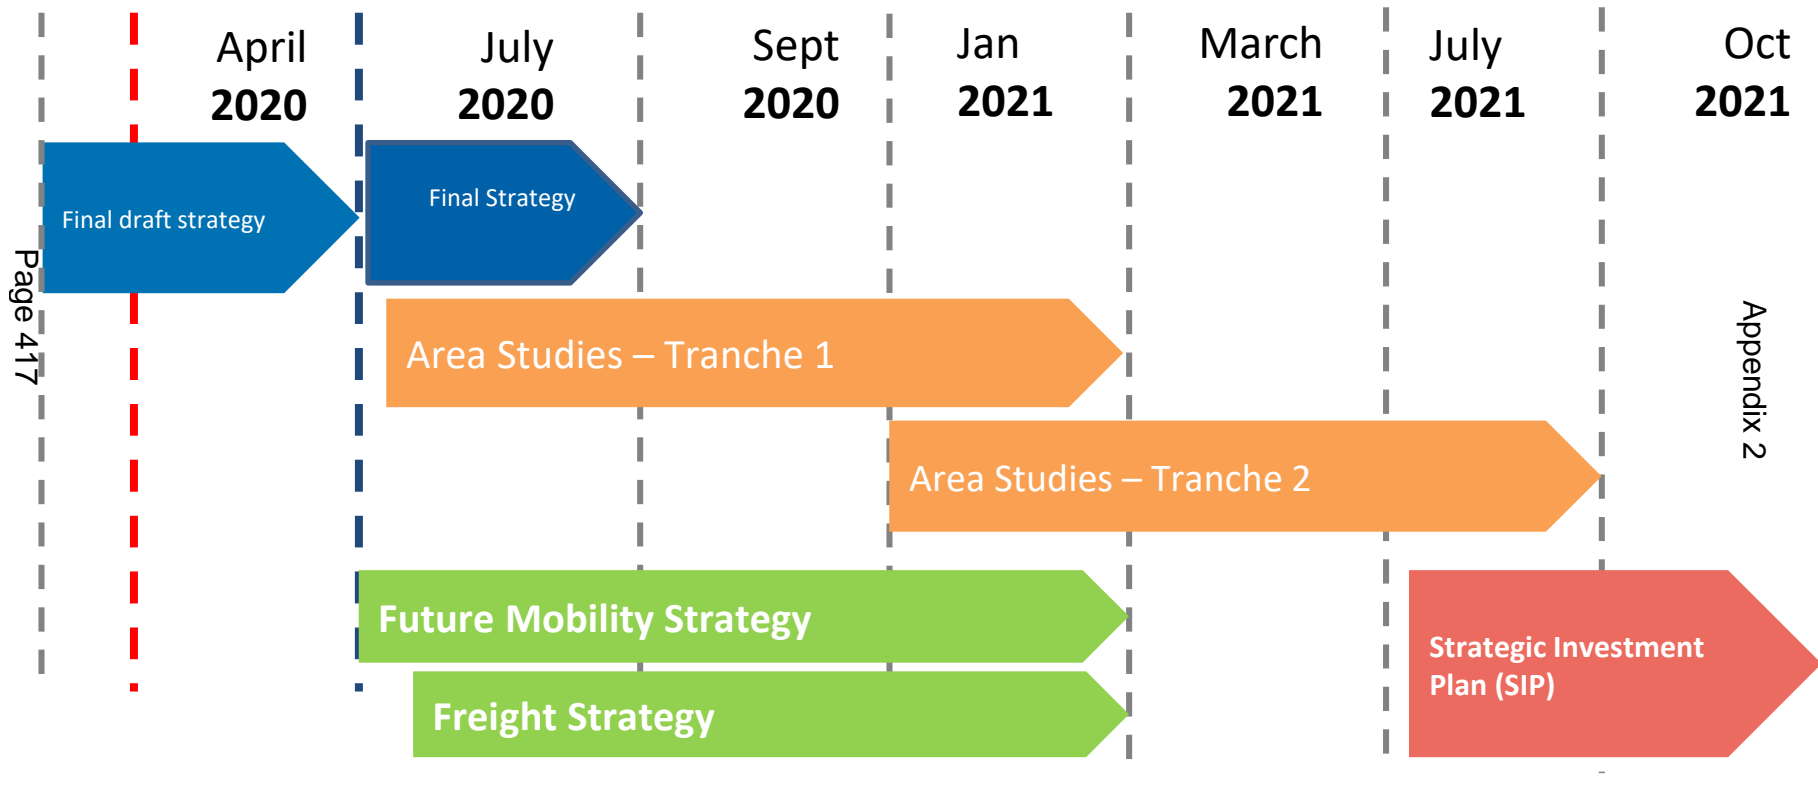 April
2020
July
2020
Sept
2020
Jan
2021
March
2021
July
2021
Oct
2021
Final draft strategy
Final Strategy
Page 417
Area Studies – Tranche 1
Appendix 2
Area Studies – Tranche 2
Future Mobility Strategy
Freight Strategy
Strategic Investment
Plan (SIP)